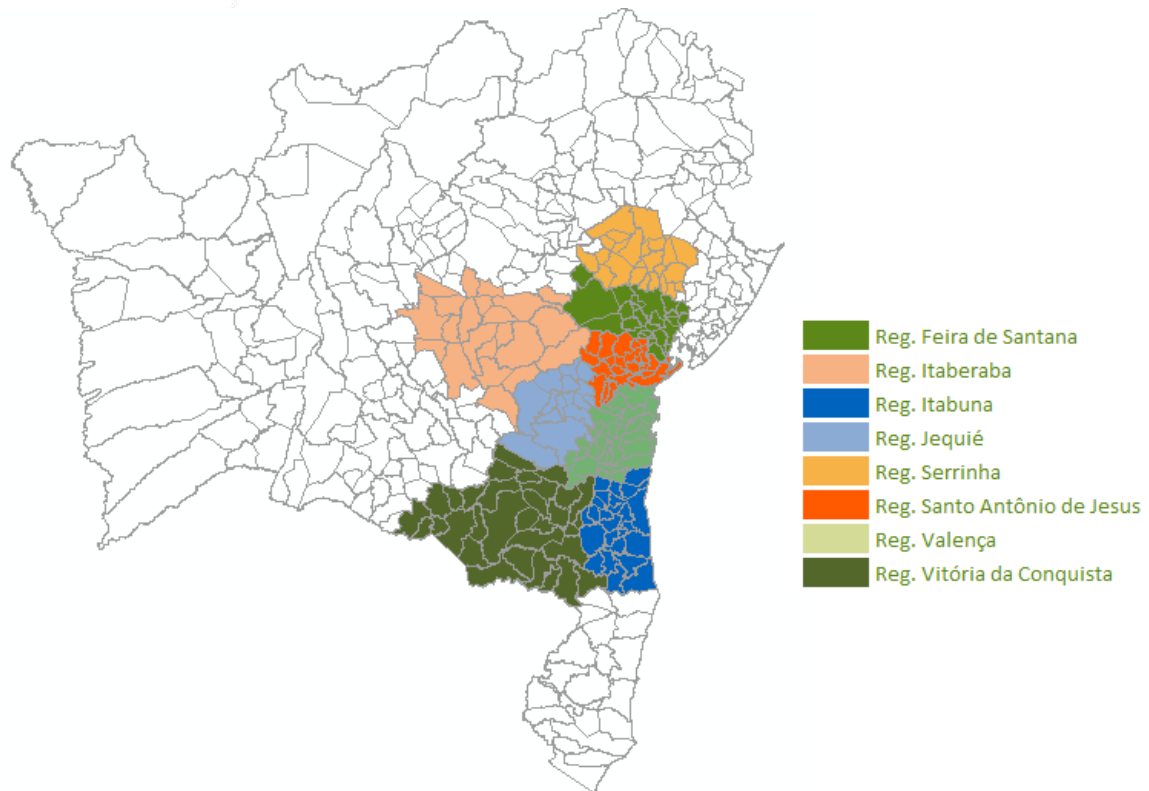 Reg. Feira de Santana
Reg. Itaberaba
Reg. Itabuna
Reg. Jequié
Reg. Serrinha
Reg. Santo Antônio de Jesus
Reg. Valença
Reg. Vitória da Conquista